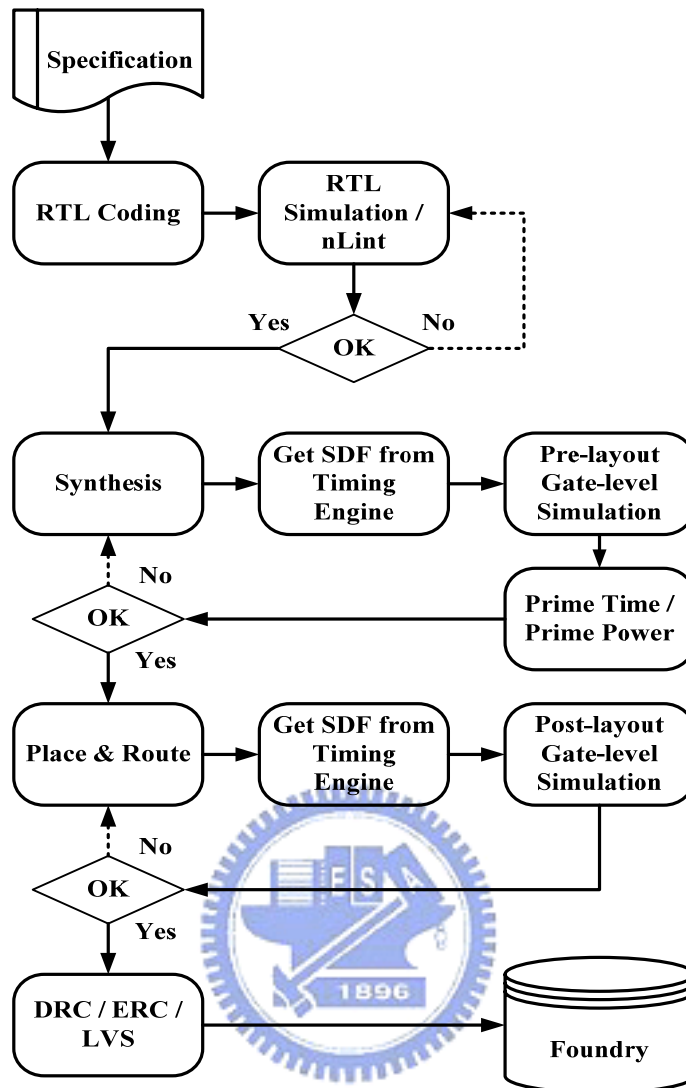 Specification
RTL Coding
RTL
Simulation /
nLint
Yes
No
OK
Synthesis
Get SDF from
Timing
Engine
Pre-layout
Gate-level
Simulation
No
OK
Yes
Prime Time /
Prime Power
Place & Route
Get SDF from
Timing
Engine
Post-layout
Gate-level
Simulation
No
OK
Yes
E S A
1896
DRC / ERC /
LVS
Foundry